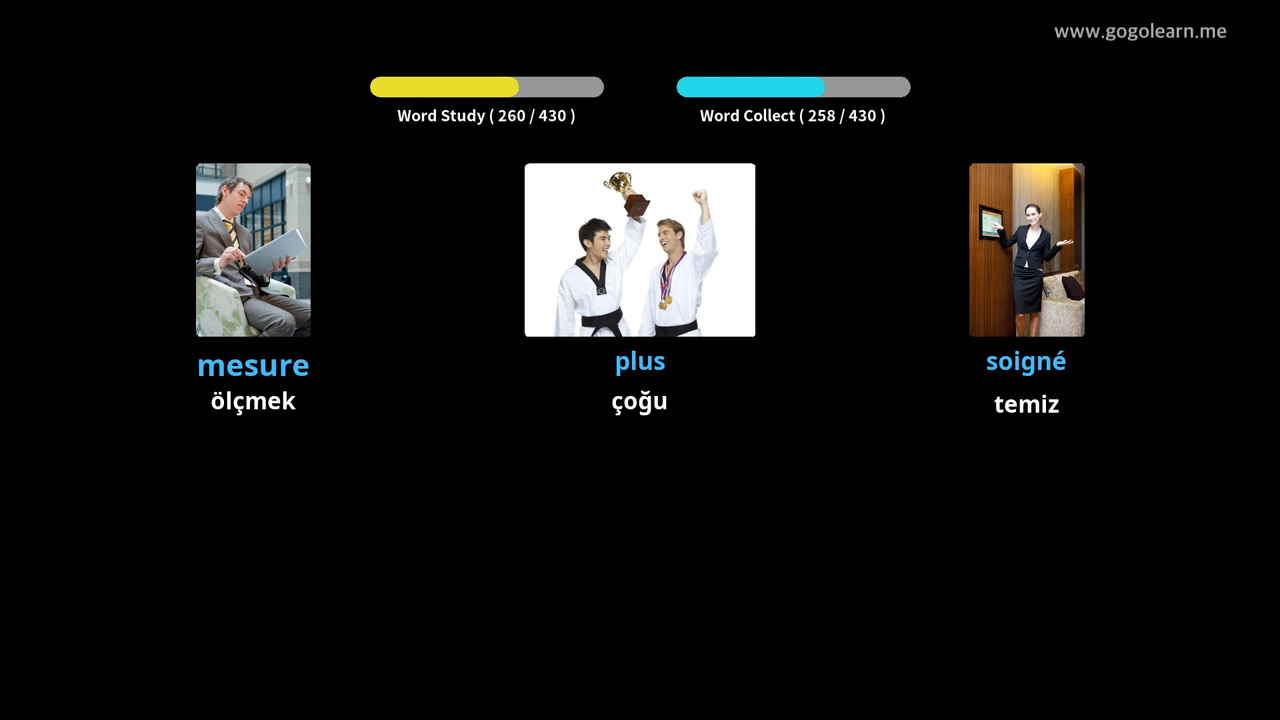 www.gogolearn.me
Word Study ( 260 / 430 )
Word Collect ( 258 / 430 )
mesure
ölçmek
plus
çoğu
soigné
temiz